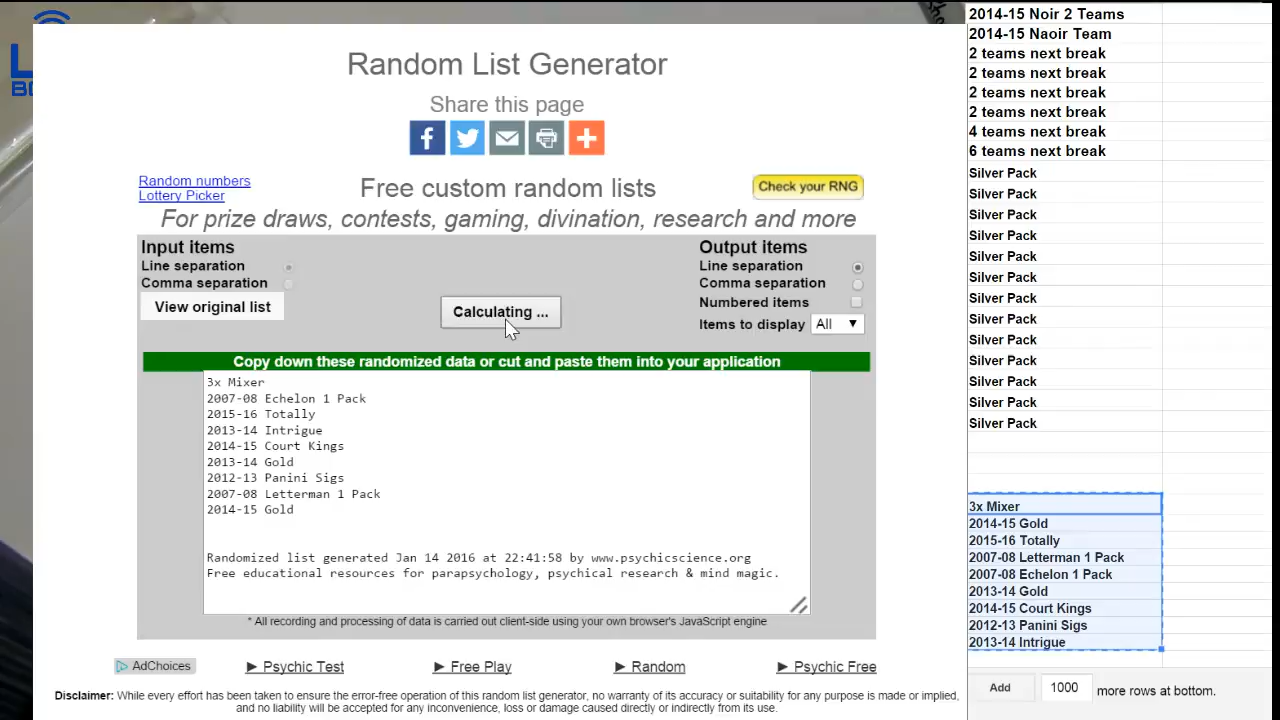 Random List Generator
Share this page
Random numbers
Lottery Picker
Free custom random lists
Check your RNG
For prize draws, contests, gaming, divination, research and more
Input items
Line separation
Comma separation
View original list
Calculating ...
Output items
Line separation
Comma separation
Numbered items
Items to display All
Copy down these randomized data or cut and paste them into your application
3x Mixer
2007-08 Echelon 1 Pack
2015-16 Totally
2013-14 Intrigue
2014-15 Court Kings
2013-14 Gold
2012-13 Panini Sigs
2007-08 Letterman 1 Pack
2014-15 Gold
Randomized list generated Jan 14 2016 at 22:41:58 by www.psychicscience.org
Free educational resources for parapsychology, psychical research & mind magic.
* All recording and processing of data is carried out client-side using your own browser's JavaScript engine
AdChoices
► Psychic Test
► Free Play
► Random
► Psychic Free
Disclaimer: While every effort has been taken to ensure the error-free operation of this random list generator, no warranty of its accuracy or suitability for any purpose is made or implied,
and no liability will be accepted for any inconvenience, loss or damage caused directly or indirectly from its use.
2014-15 Noir 2 Teams
2014-15 Naoir Team
2 teams next break
2 teams next break
2 teams next break
2 teams next break
4 teams next break
6 teams next break
Silver Pack
Silver Pack
Silver Pack
Silver Pack
Silver Pack
Silver Pack
Silver Pack
Silver Pack
Silver Pack
Silver Pack
Silver Pack
Silver Pack
Silver Pack
3x Mixer
2014-15 Gold
2015-16 Totally
2007-08 Letterman 1 Pack
2007-08 Echelon 1 Pack
2013-14 Gold
2014-15 Court Kings
2012-13 Panini Sigs
2013-14 Intrigue
Add 1000 more rows at bottom.